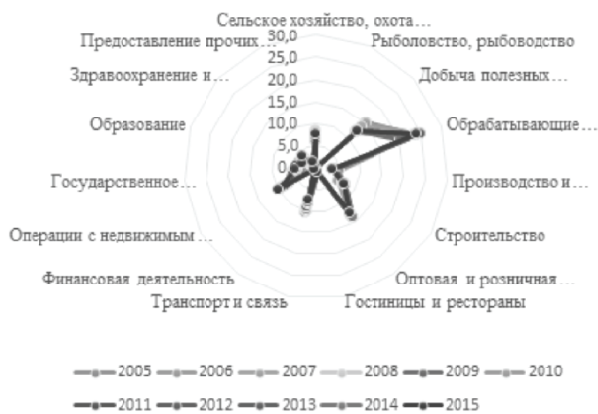 Сельское хозяйство, охота…
30,0
Предоставление прочих…
Рыболовство, рыбоводство
25,0
Здравоохранение и…
20,0
Добыча полезных…
15,0
Образование
10,0
Обрабатывающие…
5,0
0
Государственное…
Производство и…
Операции с недвижимым…
Строительство
Финансовая деятельность
Оптовая и розничная…
Транспорт и связь
Гостиницы и рестораны
2005 2006 2007 2008 2009 2010
2011 2012 2013 2014 2015